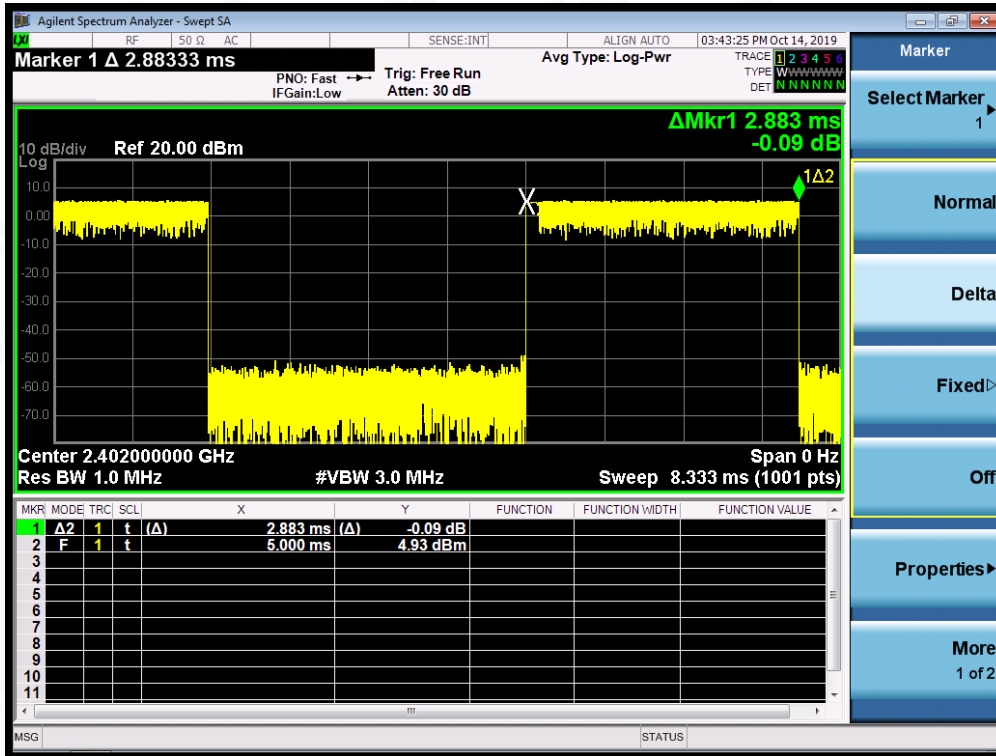 Agilent Spectrum Analyzer - Swept SA
LXI RF 50 Ω AC SENSE:INT ALIGN AUTO 03:43:25 PM Oct 14, 2019
Marker 1 Δ 2.88333 ms
PNO: Fast
IFGain:Low
Trig: Free Run
Atten: 30 dB
Avg Type: Log-Pwr
TRACE 1 2 3 4 5 6
TYPE W
DET N N N N N N
ΔMkr1 2.883 ms
-0.09 dB
10 dB/div Ref 20.00 dBm
Log
10.0
0.00
-10.0
-20.0
-30.0
-40.0
-50.0
-60.0
-70.0
1Δ2
Center 2.402000000 GHz Span 0 Hz
Res BW 1.0 MHz #VBW 3.0 MHz Sweep 8.333 ms (1001 pts)
MKR MODE TRC SCL X Y FUNCTION FUNCTION WIDTH FUNCTION VALUE
1 Δ2 1 t (Δ) 2.883 ms (Δ) -0.09 dB
2 F 1 t 5.000 ms 4.93 dBm
3
4
5
6
7
8
9
10
11
MSG STATUS
Marker
Select Marker
1
Normal
Delta
Fixed
Off
Properties
More
1 of 2